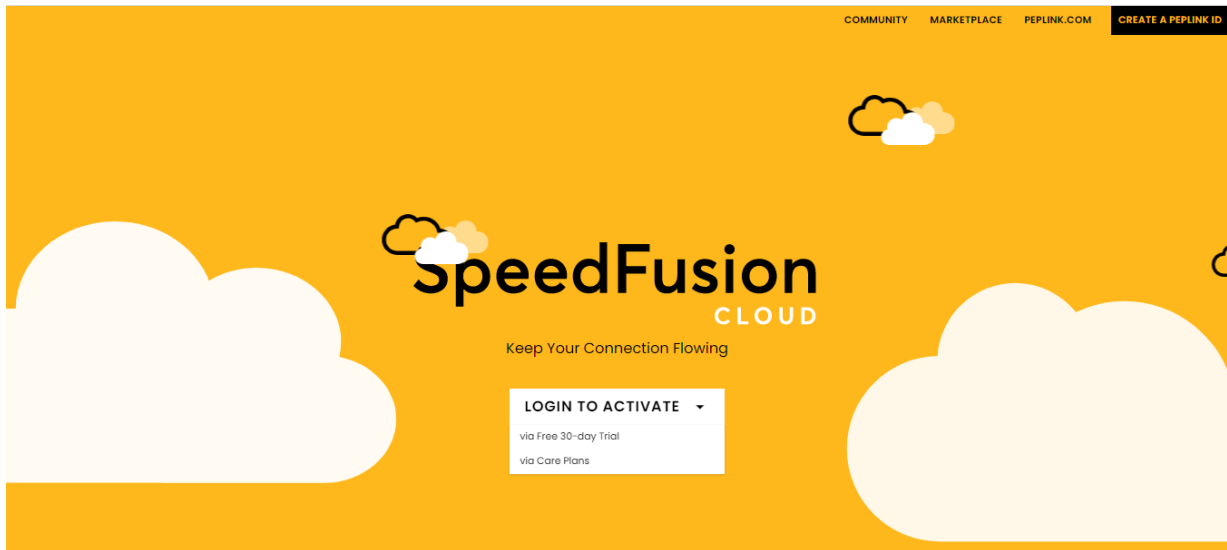 COMMUNITY MARKETPLACE PEPLINK.COM CREATE A PEPLINK ID
SpeedFusion
CLOUD
Keep Your Connection Flowing
LOGIN TO ACTIVATE
via Free 30-day Trial
via Care Plans